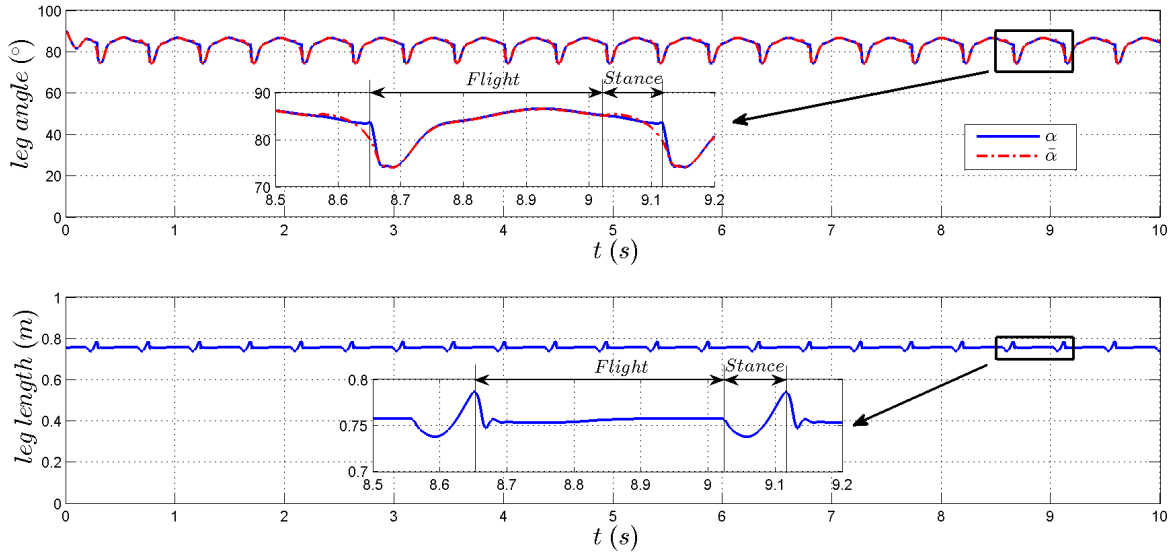 leg angle (°)
100
80
60
40
20
0
Flight Stance
90
80
70
8.5 8.6 8.7 8.8 8.9 9 9.1 9.2
α
ᾱ
0 1 2 3 4 5 6 7 8 9 10
t (s)
leg length (m)
1
0.8
0.6
0.4
0.2
0
Flight Stance
0.8
0.75
0.7
8.5 8.6 8.7 8.8 8.9 9 9.1 9.2
0 1 2 3 4 5 6 7 8 9 10
t (s)